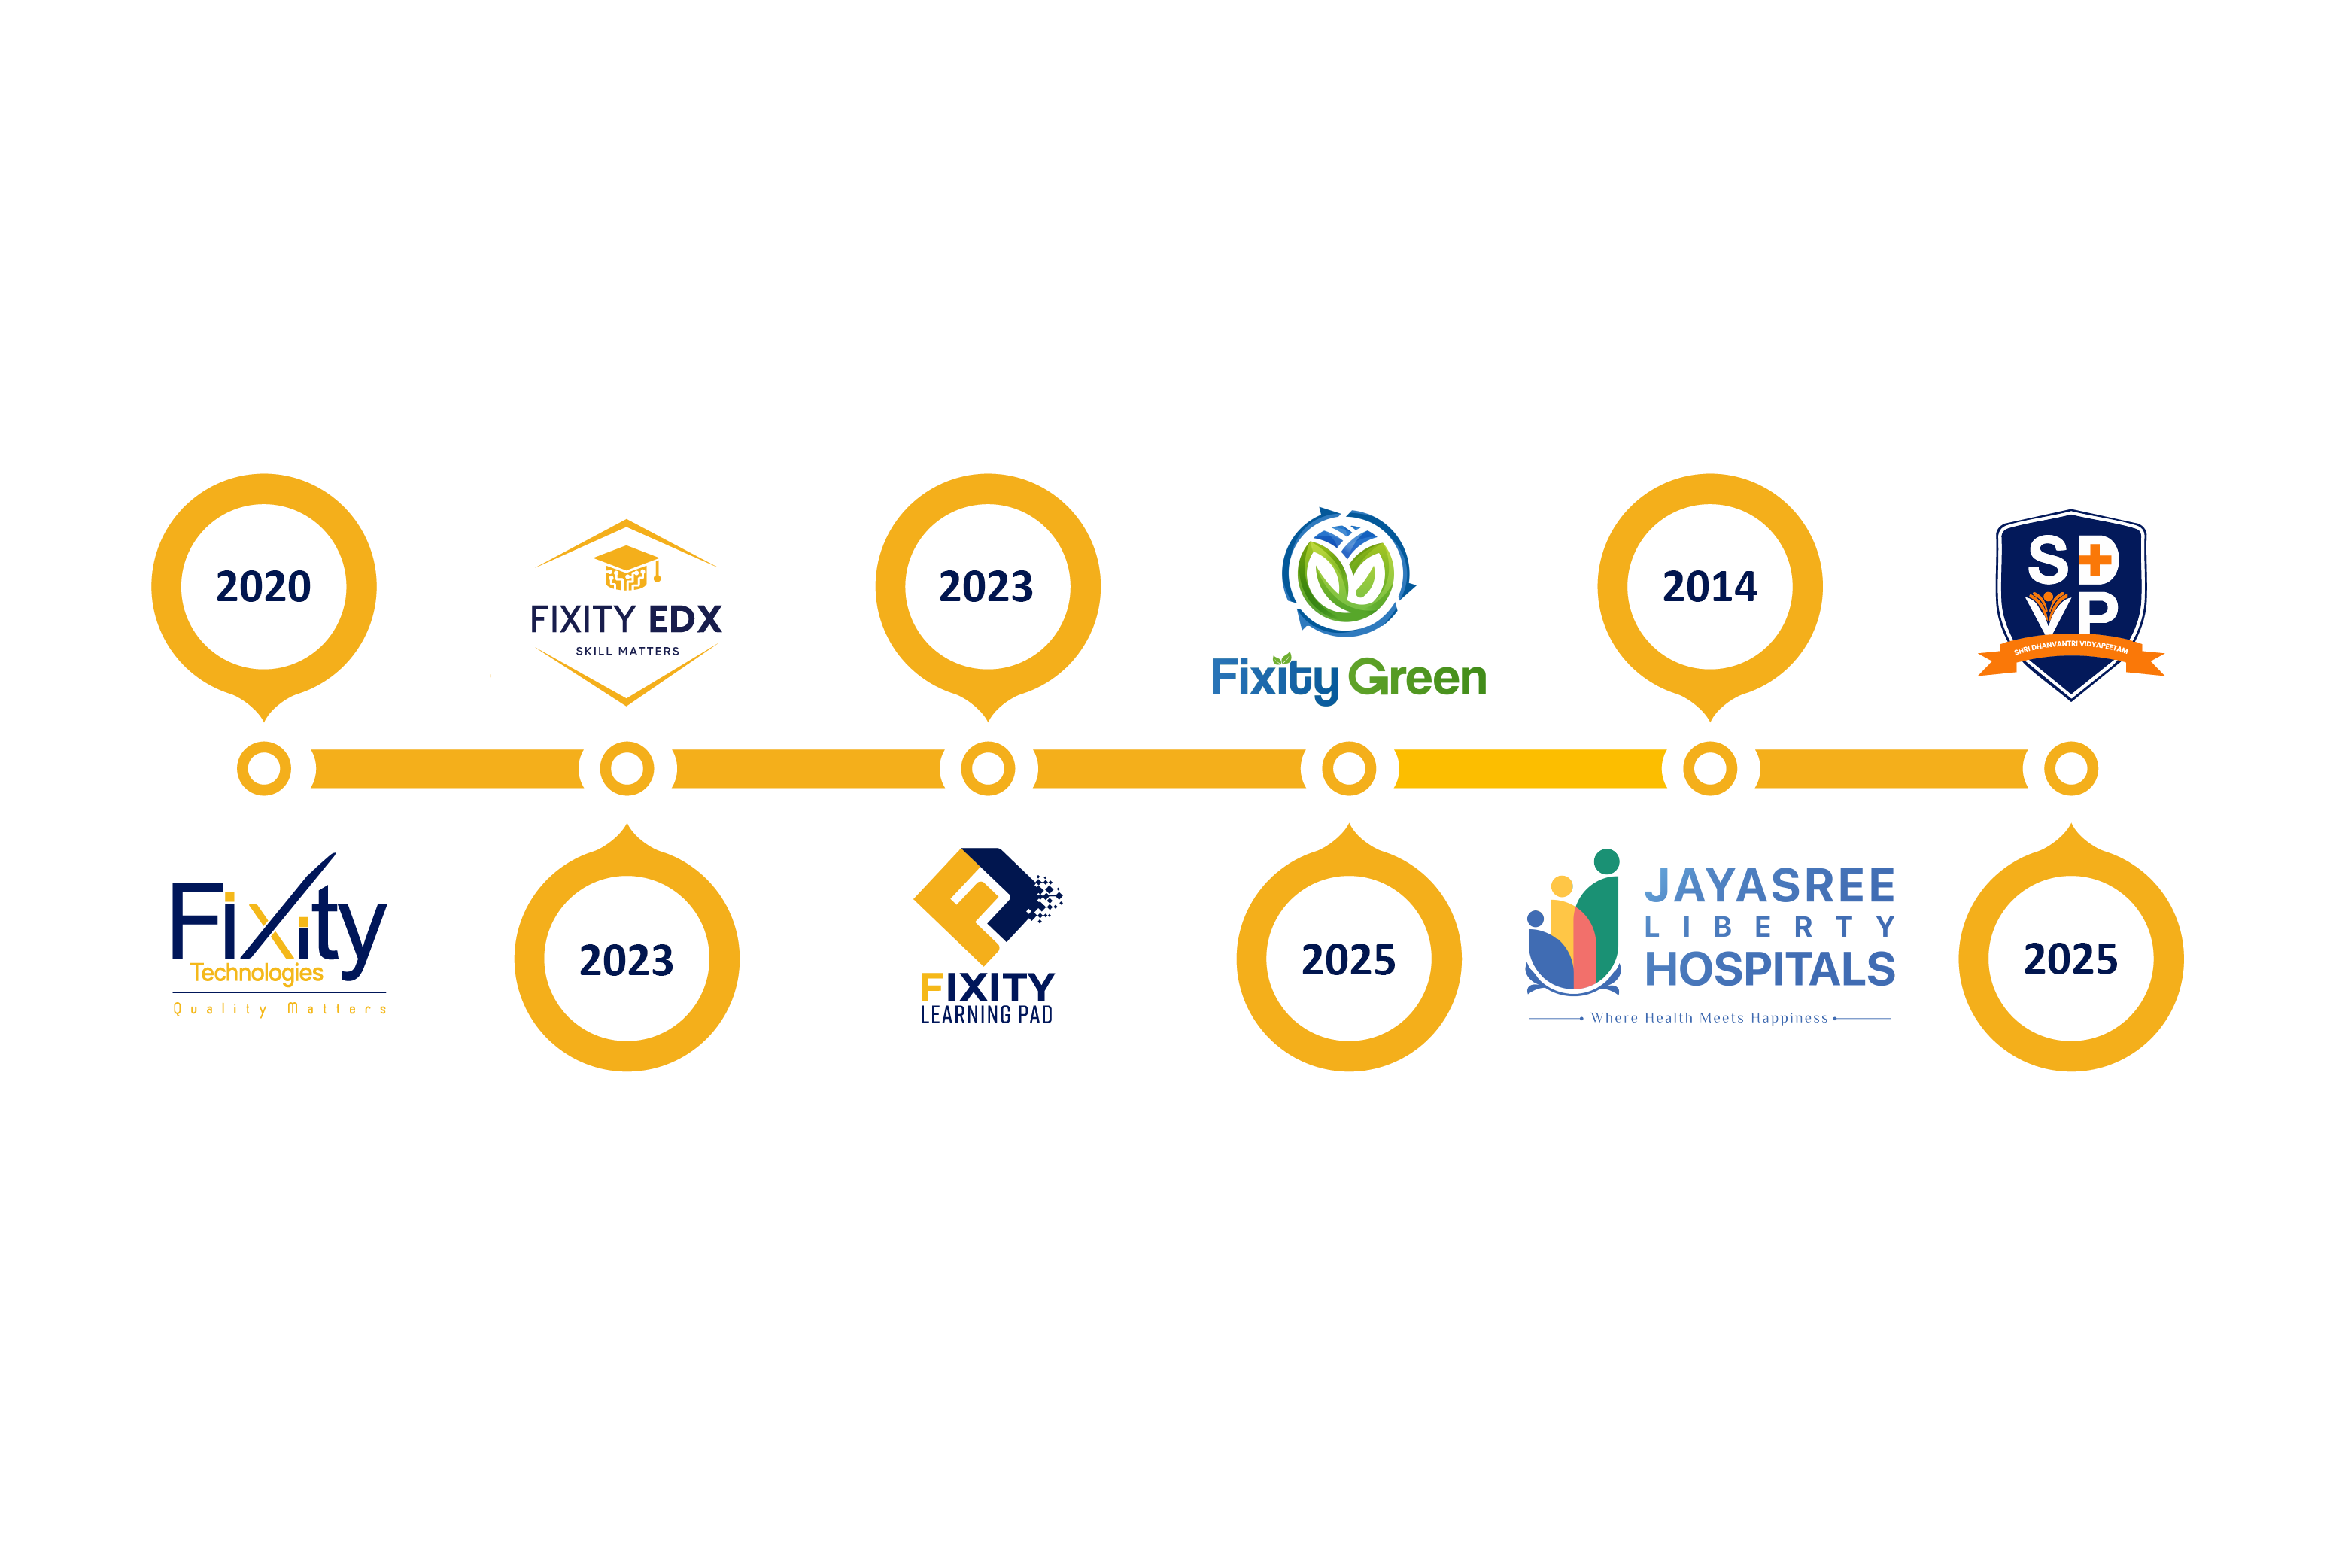 2020
Fixity
Technologies
Quality Matters
FIXITY EDX
SKILL MATTERS
2023
2023
FIXITY
LEARNING PAD
Fixity Green
2025
2014
JAYASREE
LIBERTY
HOSPITALS
Where Health Meets Happiness
SD
VP
SHRI DHANVANTRI VIDYAPEETAM
2025